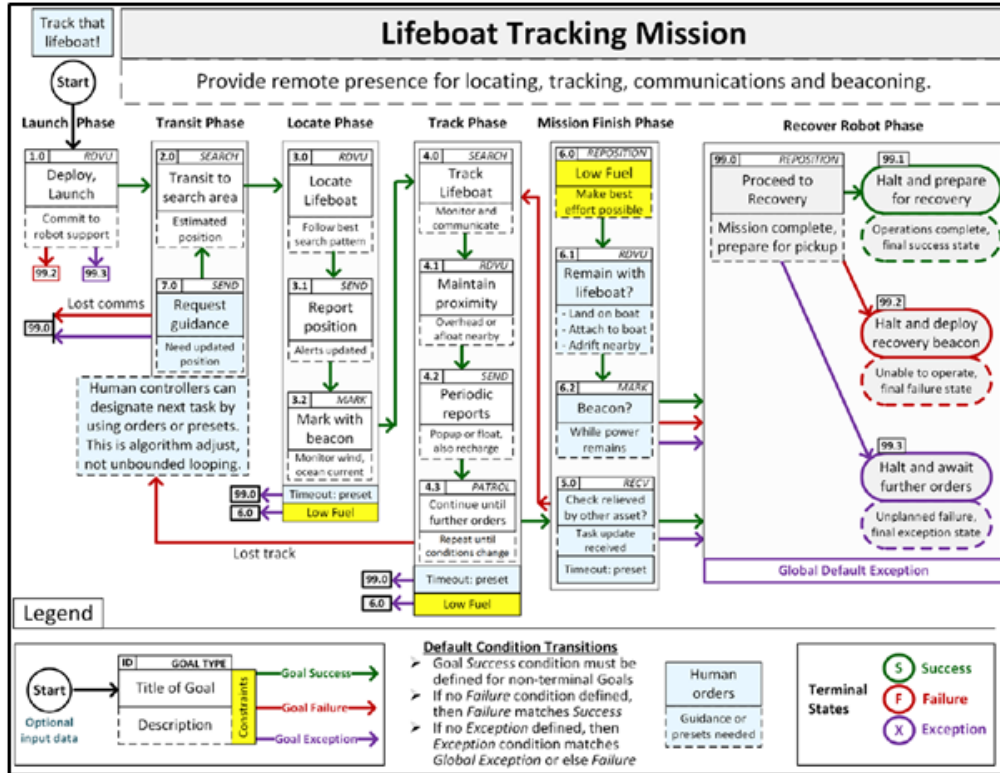 Track that
lifeboat!
Start
Lifeboat Tracking Mission
Provide remote presence for locating, tracking, communications and beaconing.
Launch Phase
1.0 RDVU
Deploy,
Launch
Commit to
robot support
99.2
99.3
Lost comms
99.0
Transit Phase
2.0 SEARCH
Transit to
search area
Estimated
position
7.0 SEND
Request
guidance
Need updated
position
Human controllers can
designate next task by
using orders or presets.
This is algorithm adjust,
not unbounded looping.
Lost track
Locate Phase
3.0 RDVU
Locate
Lifeboat
Follow best
search pattern
3.1 SEND
Report
position
Alerts updated
3.2 MARK
Mark with
beacon
Monitor wind,
ocean current
99.0
Timeout: preset
6.0
Low Fuel
Track Phase
4.0 SEARCH
Track
Lifeboat
Monitor and
communicate
4.1 RDVU
Maintain
proximity
Overhead or
afloat nearby
4.2 SEND
Periodic
reports
Popup or float,
also recharge
4.3 PATROL
Continue until
further orders
Repeat until
conditions change
99.0
Timeout: preset
6.0
Low Fuel
Mission Finish Phase
6.0 REPOSITION
Low Fuel
Make best
effort possible
6.1 RDVU
Remain with
lifeboat?
- Land on boat
- Attach to boat
- Adrift nearby
6.2 MARK
Beacon?
While power
remains
5.0 RECV
Check relieved
by other asset?
Task update
received
Timeout: preset
Recover Robot Phase
99.0 REPOSITION
Proceed to
Recovery
Mission complete,
prepare for pickup
99.1
Halt and prepare
for recovery
Operations complete,
final success state
99.2
Halt and deploy
recovery beacon
Unable to operate,
final failure state
99.3
Halt and await
further orders
Unplanned failure,
final exception state
Global Default Exception
Legend
Start
Optional
input data
ID GOAL TYPE
Title of Goal
Description
Constraints
Goal Success
Goal Failure
Goal Exception
Default Condition Transitions
➤ Goal Success condition must be
defined for non-terminal Goals
➤ If no Failure condition defined,
then Failure matches Success
➤ If no Exception defined, then
Exception condition matches
Global Exception or else Failure
Human
orders
Guidance or
presets needed
Terminal
States
S Success
F Failure
X Exception